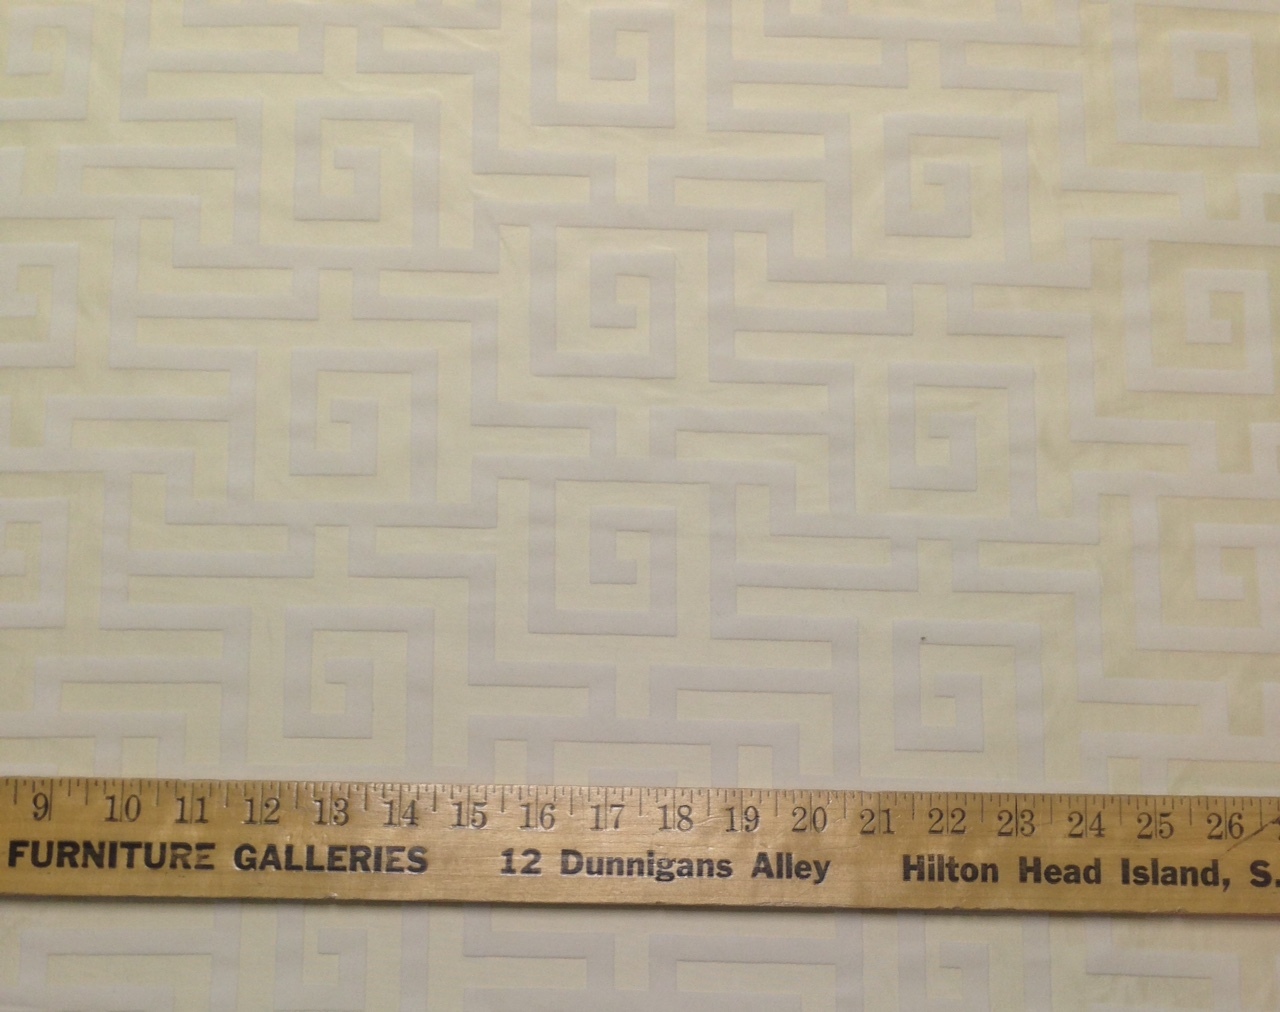 9 10 11 12 13 14 15 16 17 18 19 20 21 22 23 24 25 26
FURNITURE GALLERIES 12 Dunnigans Alley Hilton Head Island, S.